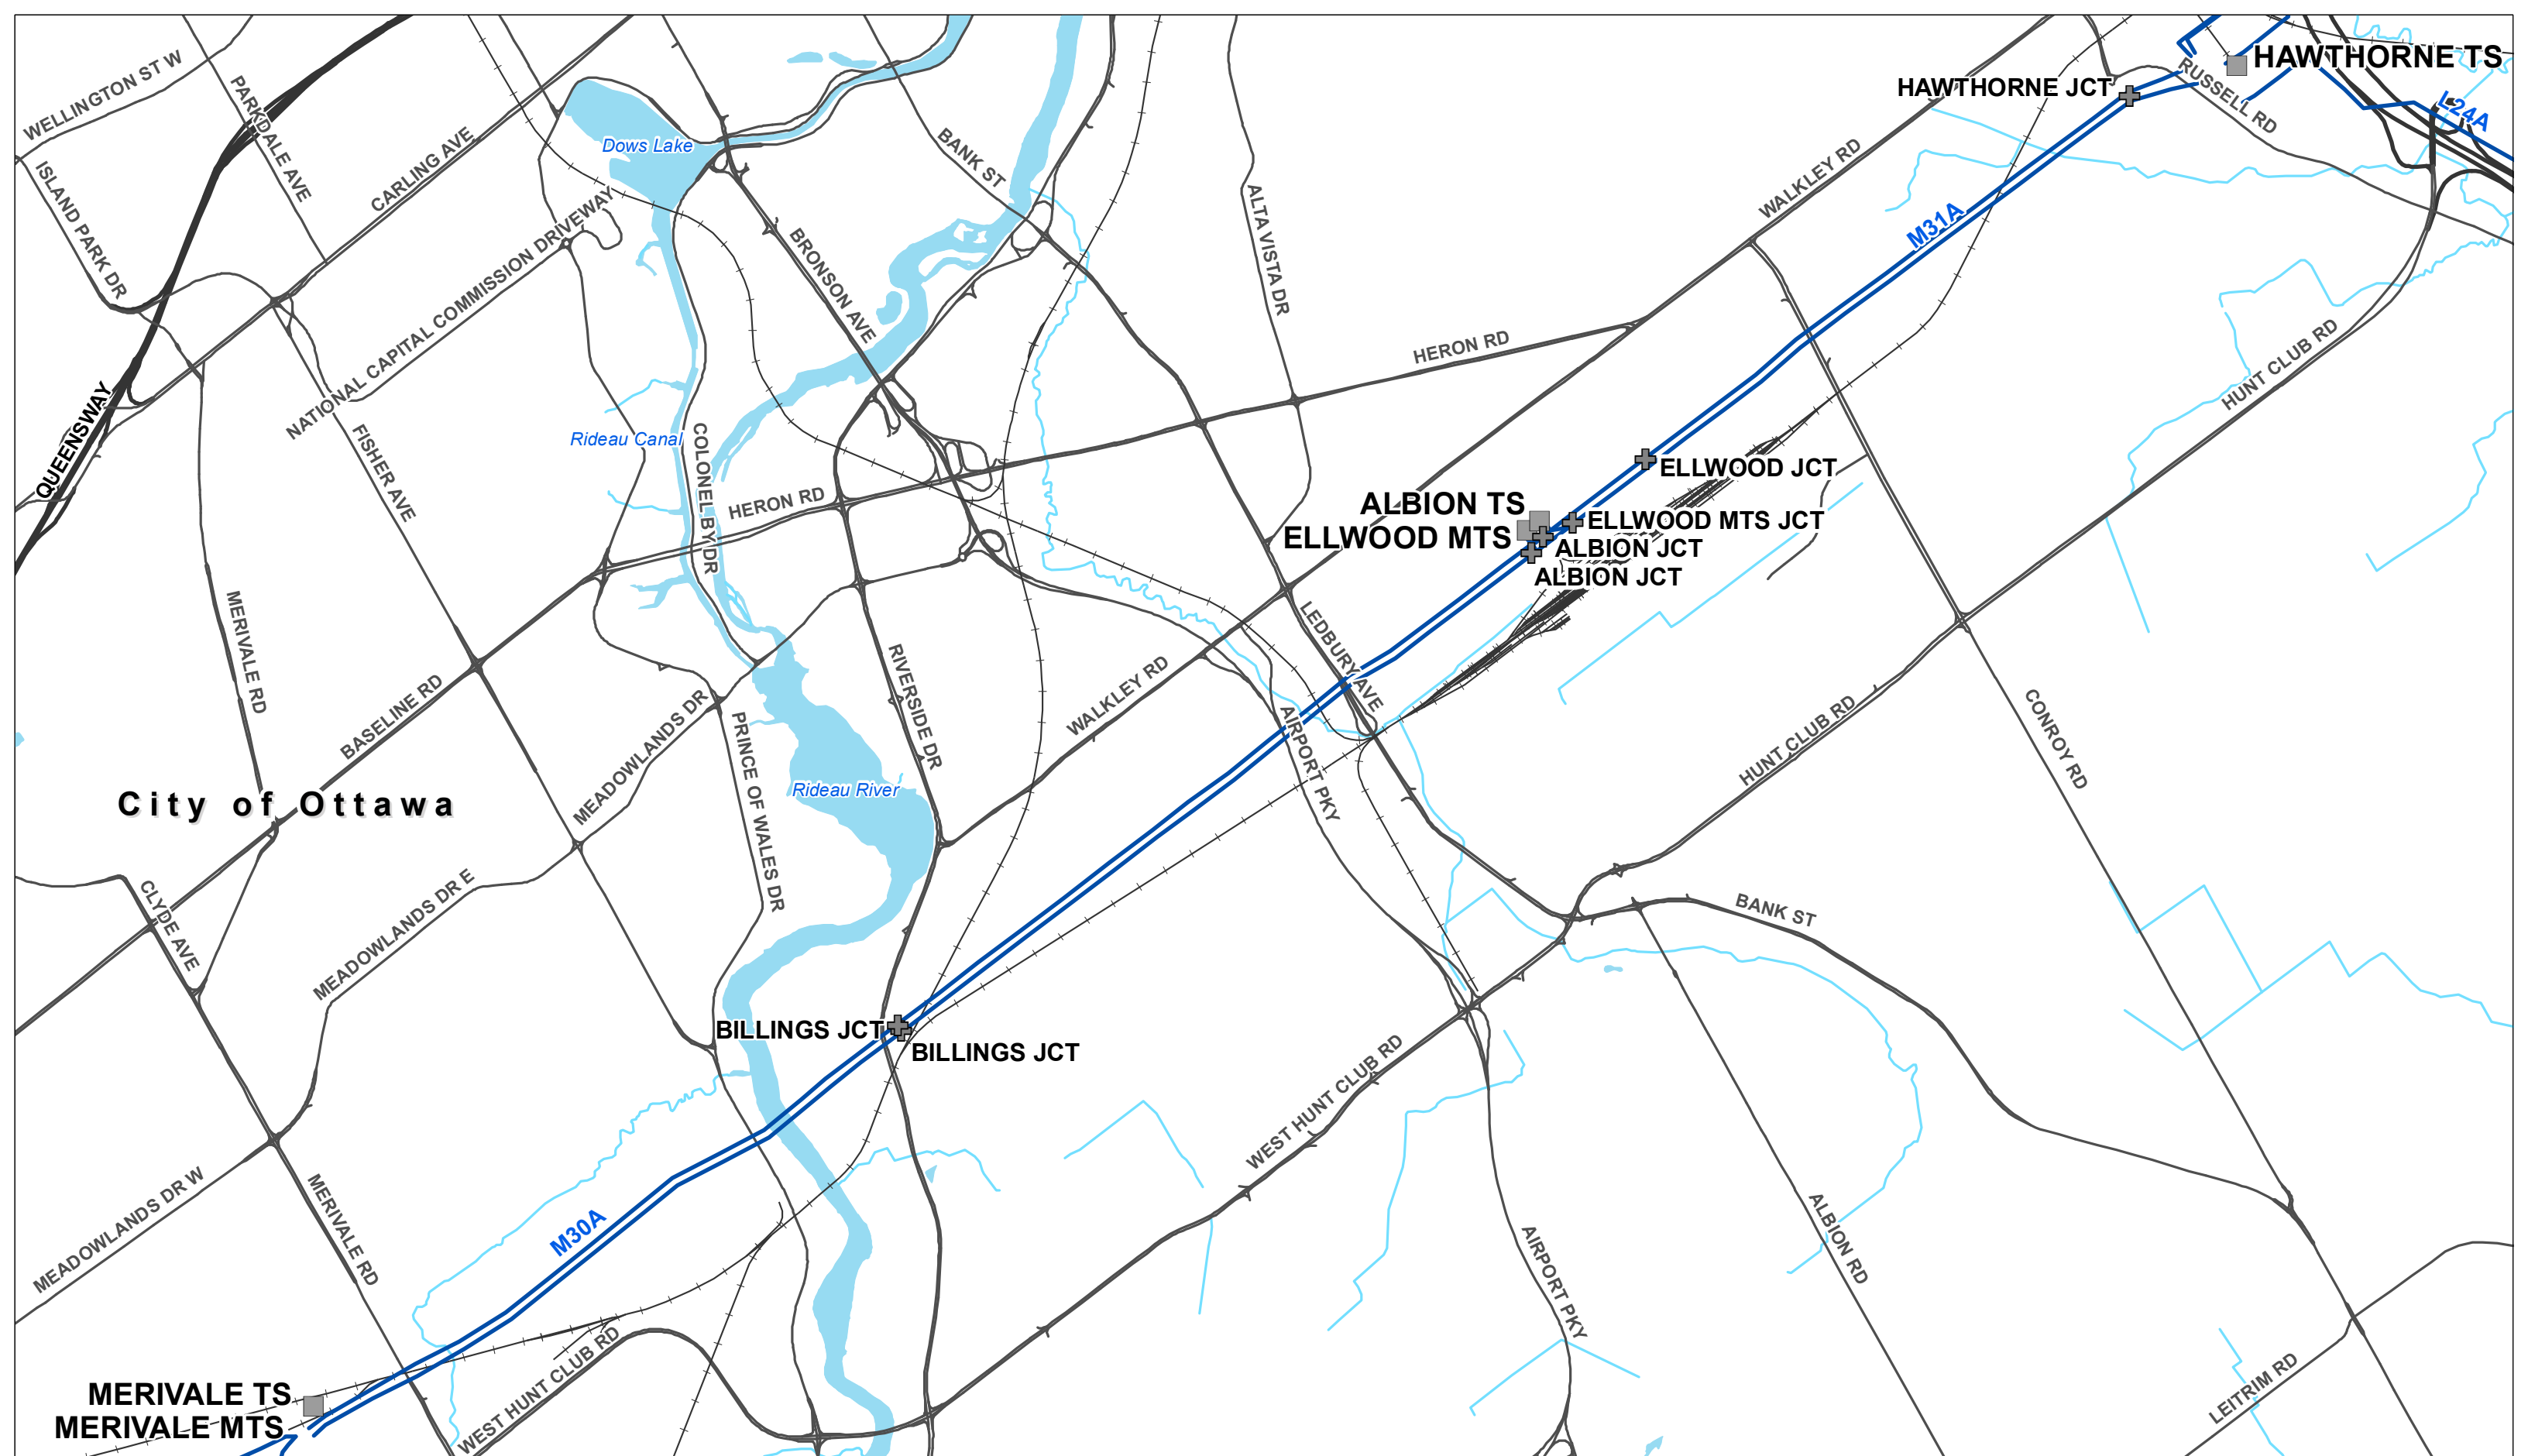 WELLINGTON ST W
PARKDALE AVE
ISLAND PARK DR
CARLING AVE
Dows Lake
BANK ST
HAWTHORNE TS
HAWTHORNE JCT
RUSSELL RD
L24A
WALKLEY RD
M31A
NATIONAL CAPITAL COMMISSION DRIVEWAY
BRONSON AVE
ALTA VISTA DR
HERON RD
HUNT CLUB RD
QUEENSWAY
FISHER AVE
Rideau Canal
COLONEL BY DR
HERON RD
ELLWOOD JCT
ALBION TS
ELLWOOD MTS
ELLWOOD MTS JCT
ALBION JCT
ALBION JCT
MERIVALE RD
BASELINE RD
MEADOWLANDS DR
RIVERSIDE DR
WALKLEY RD
LEDBURY AVE
AIRPORT PKY
HUNT CLUB RD
CONROY RD
PRINCE OF WALES DR
Rideau River
City of Ottawa
CLYDE AVE
MEADOWLANDS DR E
BANK ST
BILLINGS JCT
BILLINGS JCT
WEST HUNT CLUB RD
MEADOWLANDS DR W
MERIVALE RD
M30A
ALBION RD
AIRPORT PKY
WEST HUNT CLUB RD
LEITRIM RD
MERIVALE TS
MERIVALE MTS